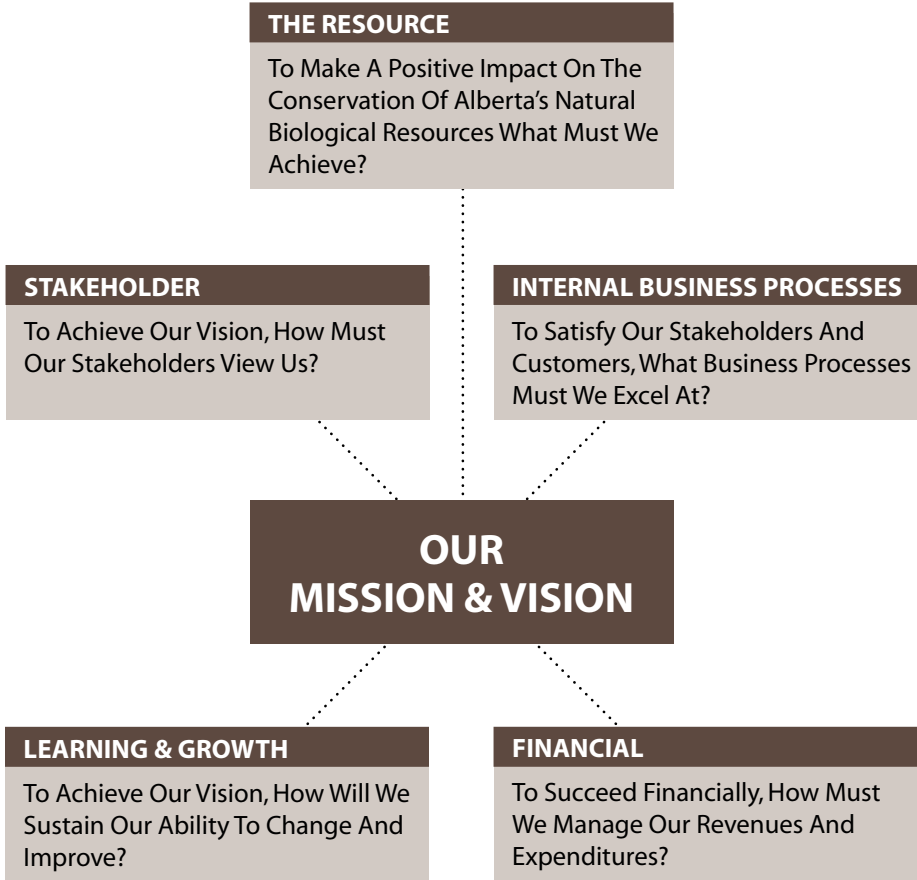 THE RESOURCE
To Make A Positive Impact On The
Conservation Of Alberta's Natural
Biological Resources What Must We
Achieve?
STAKEHOLDER
To Achieve Our Vision, How Must
Our Stakeholders View Us?
INTERNAL BUSINESS PROCESSES
To Satisfy Our Stakeholders And
Customers, What Business Processes
Must We Excel At?
OUR
MISSION & VISION
LEARNING & GROWTH
To Achieve Our Vision, How Will We
Sustain Our Ability To Change And
Improve?
FINANCIAL
To Succeed Financially, How Must
We Manage Our Revenues And
Expenditures?